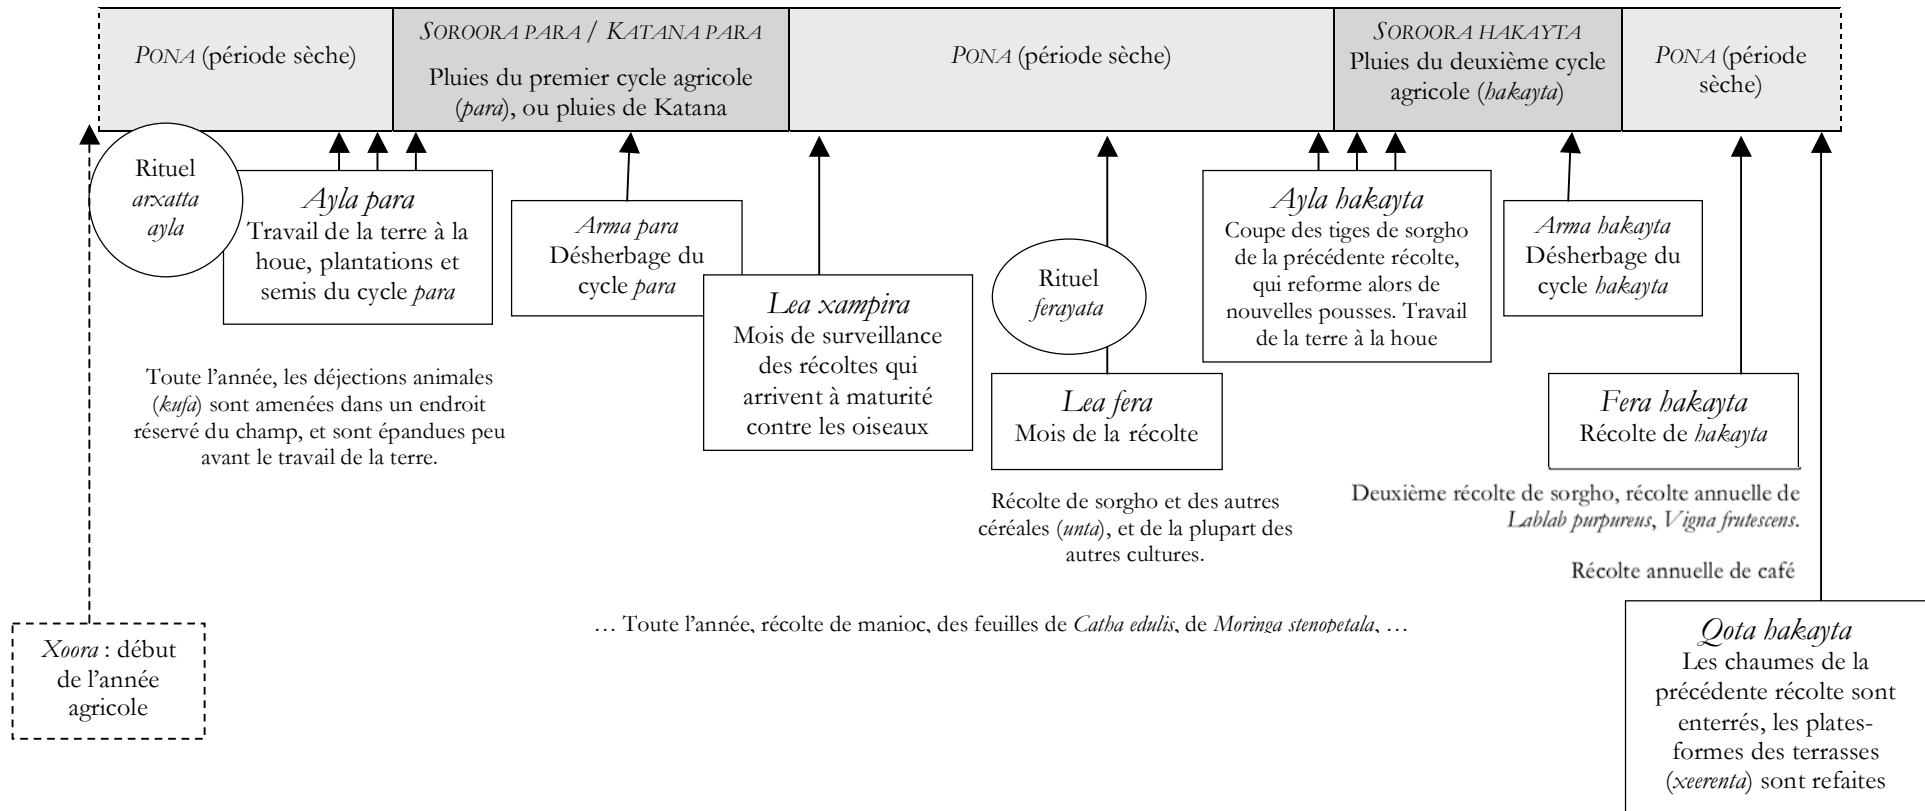 PONA (période sèche)
SOROORA PARA / KATANA PARA
Pluies du premier cycle agricole
(para), ou pluies de Katana
PONA (période sèche)
SOROORA HAKAYTA
Pluies du deuxième cycle
agricole (hakayta)
PONA (période
sèche)
Rituel
arxatta
ayla
Ayla para
Travail de la terre à la
houe, plantations et
semis du cycle para
Arma para
Désherbage du
cycle para
Lea xampira
Mois de surveillance
des récoltes qui
arrivent à maturité
contre les oiseaux
Rituel
ferayata
Lea fera
Mois de la récolte
Ayla hakayta
Coupe des tiges de sorgho
de la précédente récolte,
qui reforme alors de
nouvelles pousses. Travail
de la terre à la houe
Arma hakayta
Désherbage du
cycle hakayta
Fera hakayta
Récolte de hakayta
Toute l’année, les déjections animales
(kufa) sont amenées dans un endroit
réservé du champ, et sont épandues peu
avant le travail de la terre.
Récolte de sorgho et des autres
céréales (unta), et de la plupart des
autres cultures.
Deuxième récolte de sorgho, récolte annuelle de
Lablab purpureus, Vigna frutescens.
Récolte annuelle de café
… Toute l’année, récolte de manioc, des feuilles de Catha edulis, de Moringa stenopetala, …
Xoora : début
de l’année
agricole
Qota hakayta
Les chaumes de la
précédente récolte sont
enterrés, les plates-
formes des terrasses
(xeerenta) sont refaites